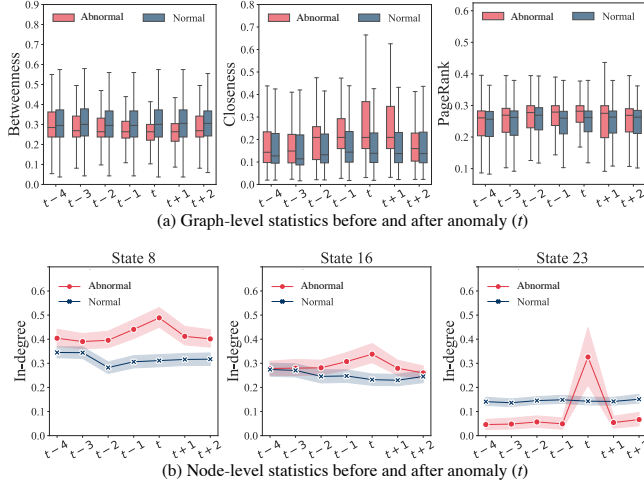 Abnormal Normal
Betweenness
0.9
0.8
0.7
0.6
0.5
0.4
0.3
0.2
0.1
0.0
t−4 t−3 t−2 t−1 t t+1 t+2
Abnormal Normal
Closeness
0.8
0.7
0.6
0.5
0.4
0.3
0.2
0.1
0.0
t−4 t−3 t−2 t−1 t t+1 t+2
Abnormal Normal
PageRank
0.6
0.5
0.4
0.3
0.2
0.1
t−4 t−3 t−2 t−1 t t+1 t+2
(a) Graph-level statistics before and after anomaly (t)
State 8
Abnormal
Normal
In-degree
0.6
0.5
0.4
0.3
0.2
0.1
0.0
t−4 t−3 t−2 t−1 t t+1 t+2
State 16
Abnormal
Normal
In-degree
0.6
0.5
0.4
0.3
0.2
0.1
0.0
t−4 t−3 t−2 t−1 t t+1 t+2
State 23
Abnormal
Normal
In-degree
0.6
0.5
0.4
0.3
0.2
0.1
0.0
t−4 t−3 t−2 t−1 t t+1 t+2
(b) Node-level statistics before and after anomaly (t)